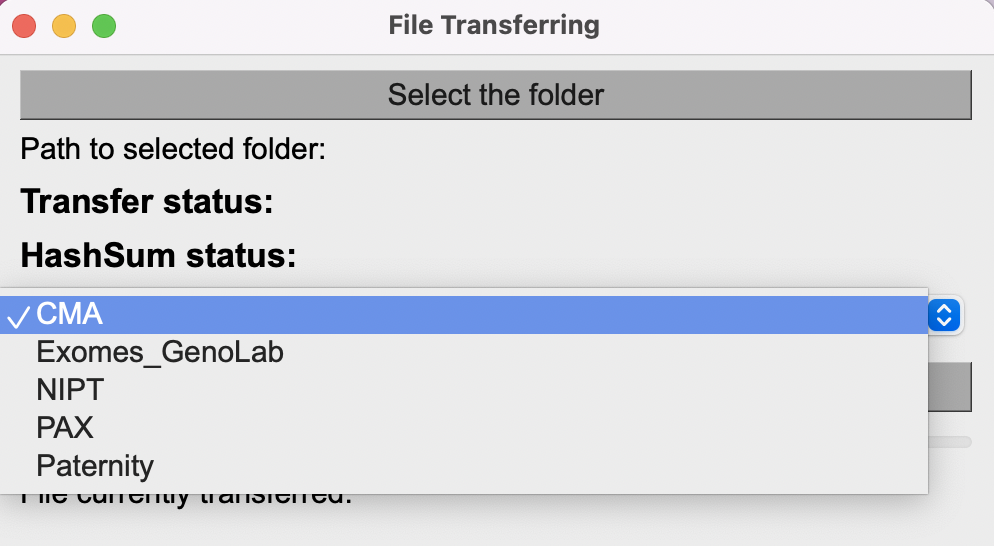 File Transferring
Select the folder
Path to selected folder:
Transfer status:
HashSum status:
CMA
Exomes_GenoLab
NIPT
PAX
Paternity
File currently transferred: